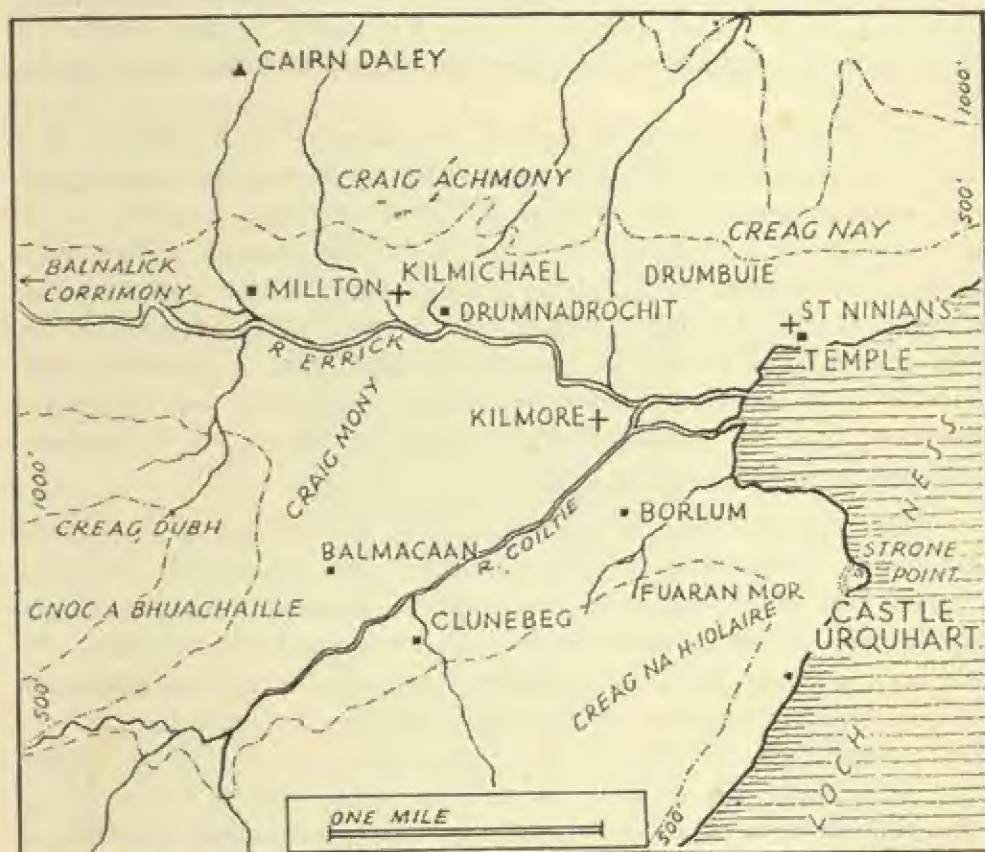 CAIRN DALEY
1000'
CRAIG ACHMONY
500'
CREAG NAY
BALNALICK
CORRIMONY
MILLTON
KILMICHAEL
DRUMBUIE
DRUMNADROCHIT
ST NINIAN'S
TEMPLE
R. ERRICK
KILMORE
CRAIG MONY
1000'
CREAG DUBH
BORLUM
BALMACAAN
R. COILTIE
STRONE
POINT
CNOC A BHUACHAILLE
CLUNEBEG
FUARAN MOR
CASTLE
URQUHART
CREAG NA H-IOLAIRE
500'
LOCH NESS
ONE MILE
500'